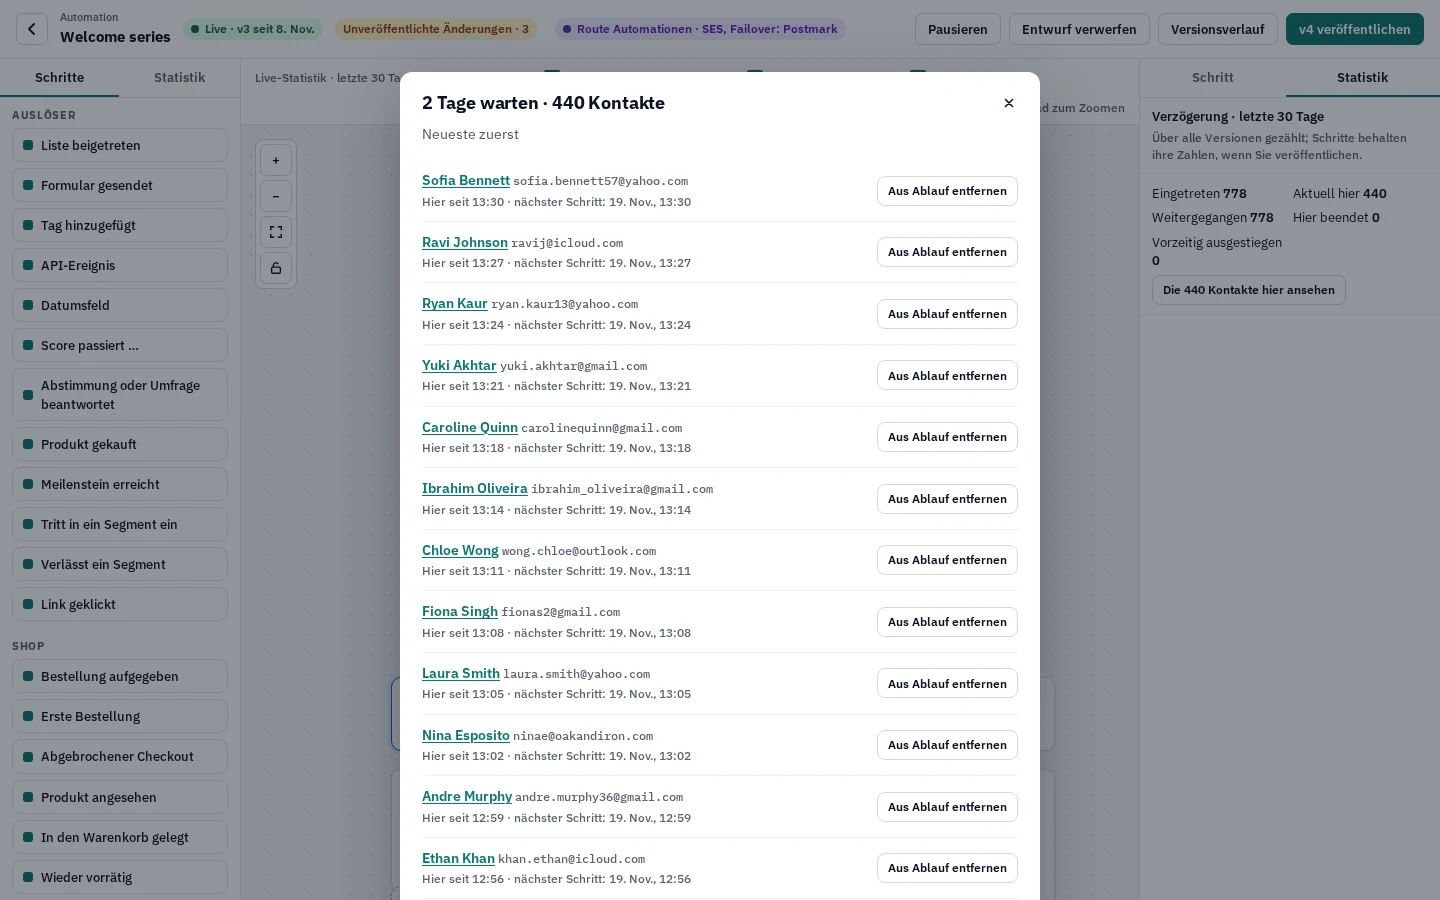 Automation
Welcome series
Live · v3 seit 8. Nov.
Unveröffentlichte Änderungen · 3
Route Automationen · SES, Failover: Postmark
Pausieren
Entwurf verwerfen
Versionsverlauf
v4 veröffentlichen
Schritte
Statistik
AUSLÖSER
Liste beigetreten
Formular gesendet
Tag hinzugefügt
API-Ereignis
Datumsfeld
Score passiert ...
Abstimmung oder Umfrage
beantwortet
Produkt gekauft
Meilenstein erreicht
Tritt in ein Segment ein
Verlässt ein Segment
Link geklickt
SHOP
Bestellung aufgegeben
Erste Bestellung
Abgebrochener Checkout
Produkt angesehen
In den Warenkorb gelegt
Wieder vorrätig
Live-Statistik · letzte 30 Ta
zum Zoomen
+
−
2 Tage warten · 440 Kontakte
Neueste zuerst
Sofia Bennett sofia.bennett57@yahoo.com
Hier seit 13:30 · nächster Schritt: 19. Nov., 13:30
Aus Ablauf entfernen
Ravi Johnson ravij@icloud.com
Hier seit 13:27 · nächster Schritt: 19. Nov., 13:27
Aus Ablauf entfernen
Ryan Kaur ryan.kaur13@yahoo.com
Hier seit 13:24 · nächster Schritt: 19. Nov., 13:24
Aus Ablauf entfernen
Yuki Akhtar yuki.akhtar@gmail.com
Hier seit 13:21 · nächster Schritt: 19. Nov., 13:21
Aus Ablauf entfernen
Caroline Quinn carolinequinn@gmail.com
Hier seit 13:18 · nächster Schritt: 19. Nov., 13:18
Aus Ablauf entfernen
Ibrahim Oliveira ibrahim_oliveira@gmail.com
Hier seit 13:14 · nächster Schritt: 19. Nov., 13:14
Aus Ablauf entfernen
Chloe Wong wong.chloe@outlook.com
Hier seit 13:11 · nächster Schritt: 19. Nov., 13:11
Aus Ablauf entfernen
Fiona Singh fionas2@gmail.com
Hier seit 13:08 · nächster Schritt: 19. Nov., 13:08
Aus Ablauf entfernen
Laura Smith laura.smith@yahoo.com
Hier seit 13:05 · nächster Schritt: 19. Nov., 13:05
Aus Ablauf entfernen
Nina Esposito ninae@oakandiron.com
Hier seit 13:02 · nächster Schritt: 19. Nov., 13:02
Aus Ablauf entfernen
Andre Murphy andre.murphy36@gmail.com
Hier seit 12:59 · nächster Schritt: 19. Nov., 12:59
Aus Ablauf entfernen
Ethan Khan khan.ethan@icloud.com
Hier seit 12:56 · nächster Schritt: 19. Nov., 12:56
Aus Ablauf entfernen
Schritt
Statistik
Verzögerung · letzte 30 Tage
Über alle Versionen gezählt; Schritte behalten
ihre Zahlen, wenn Sie veröffentlichen.
Eingetreten 778
Aktuell hier 440
Weitergegangen 778
Hier beendet 0
Vorzeitig ausgestiegen
0
Die 440 Kontakte hier ansehen